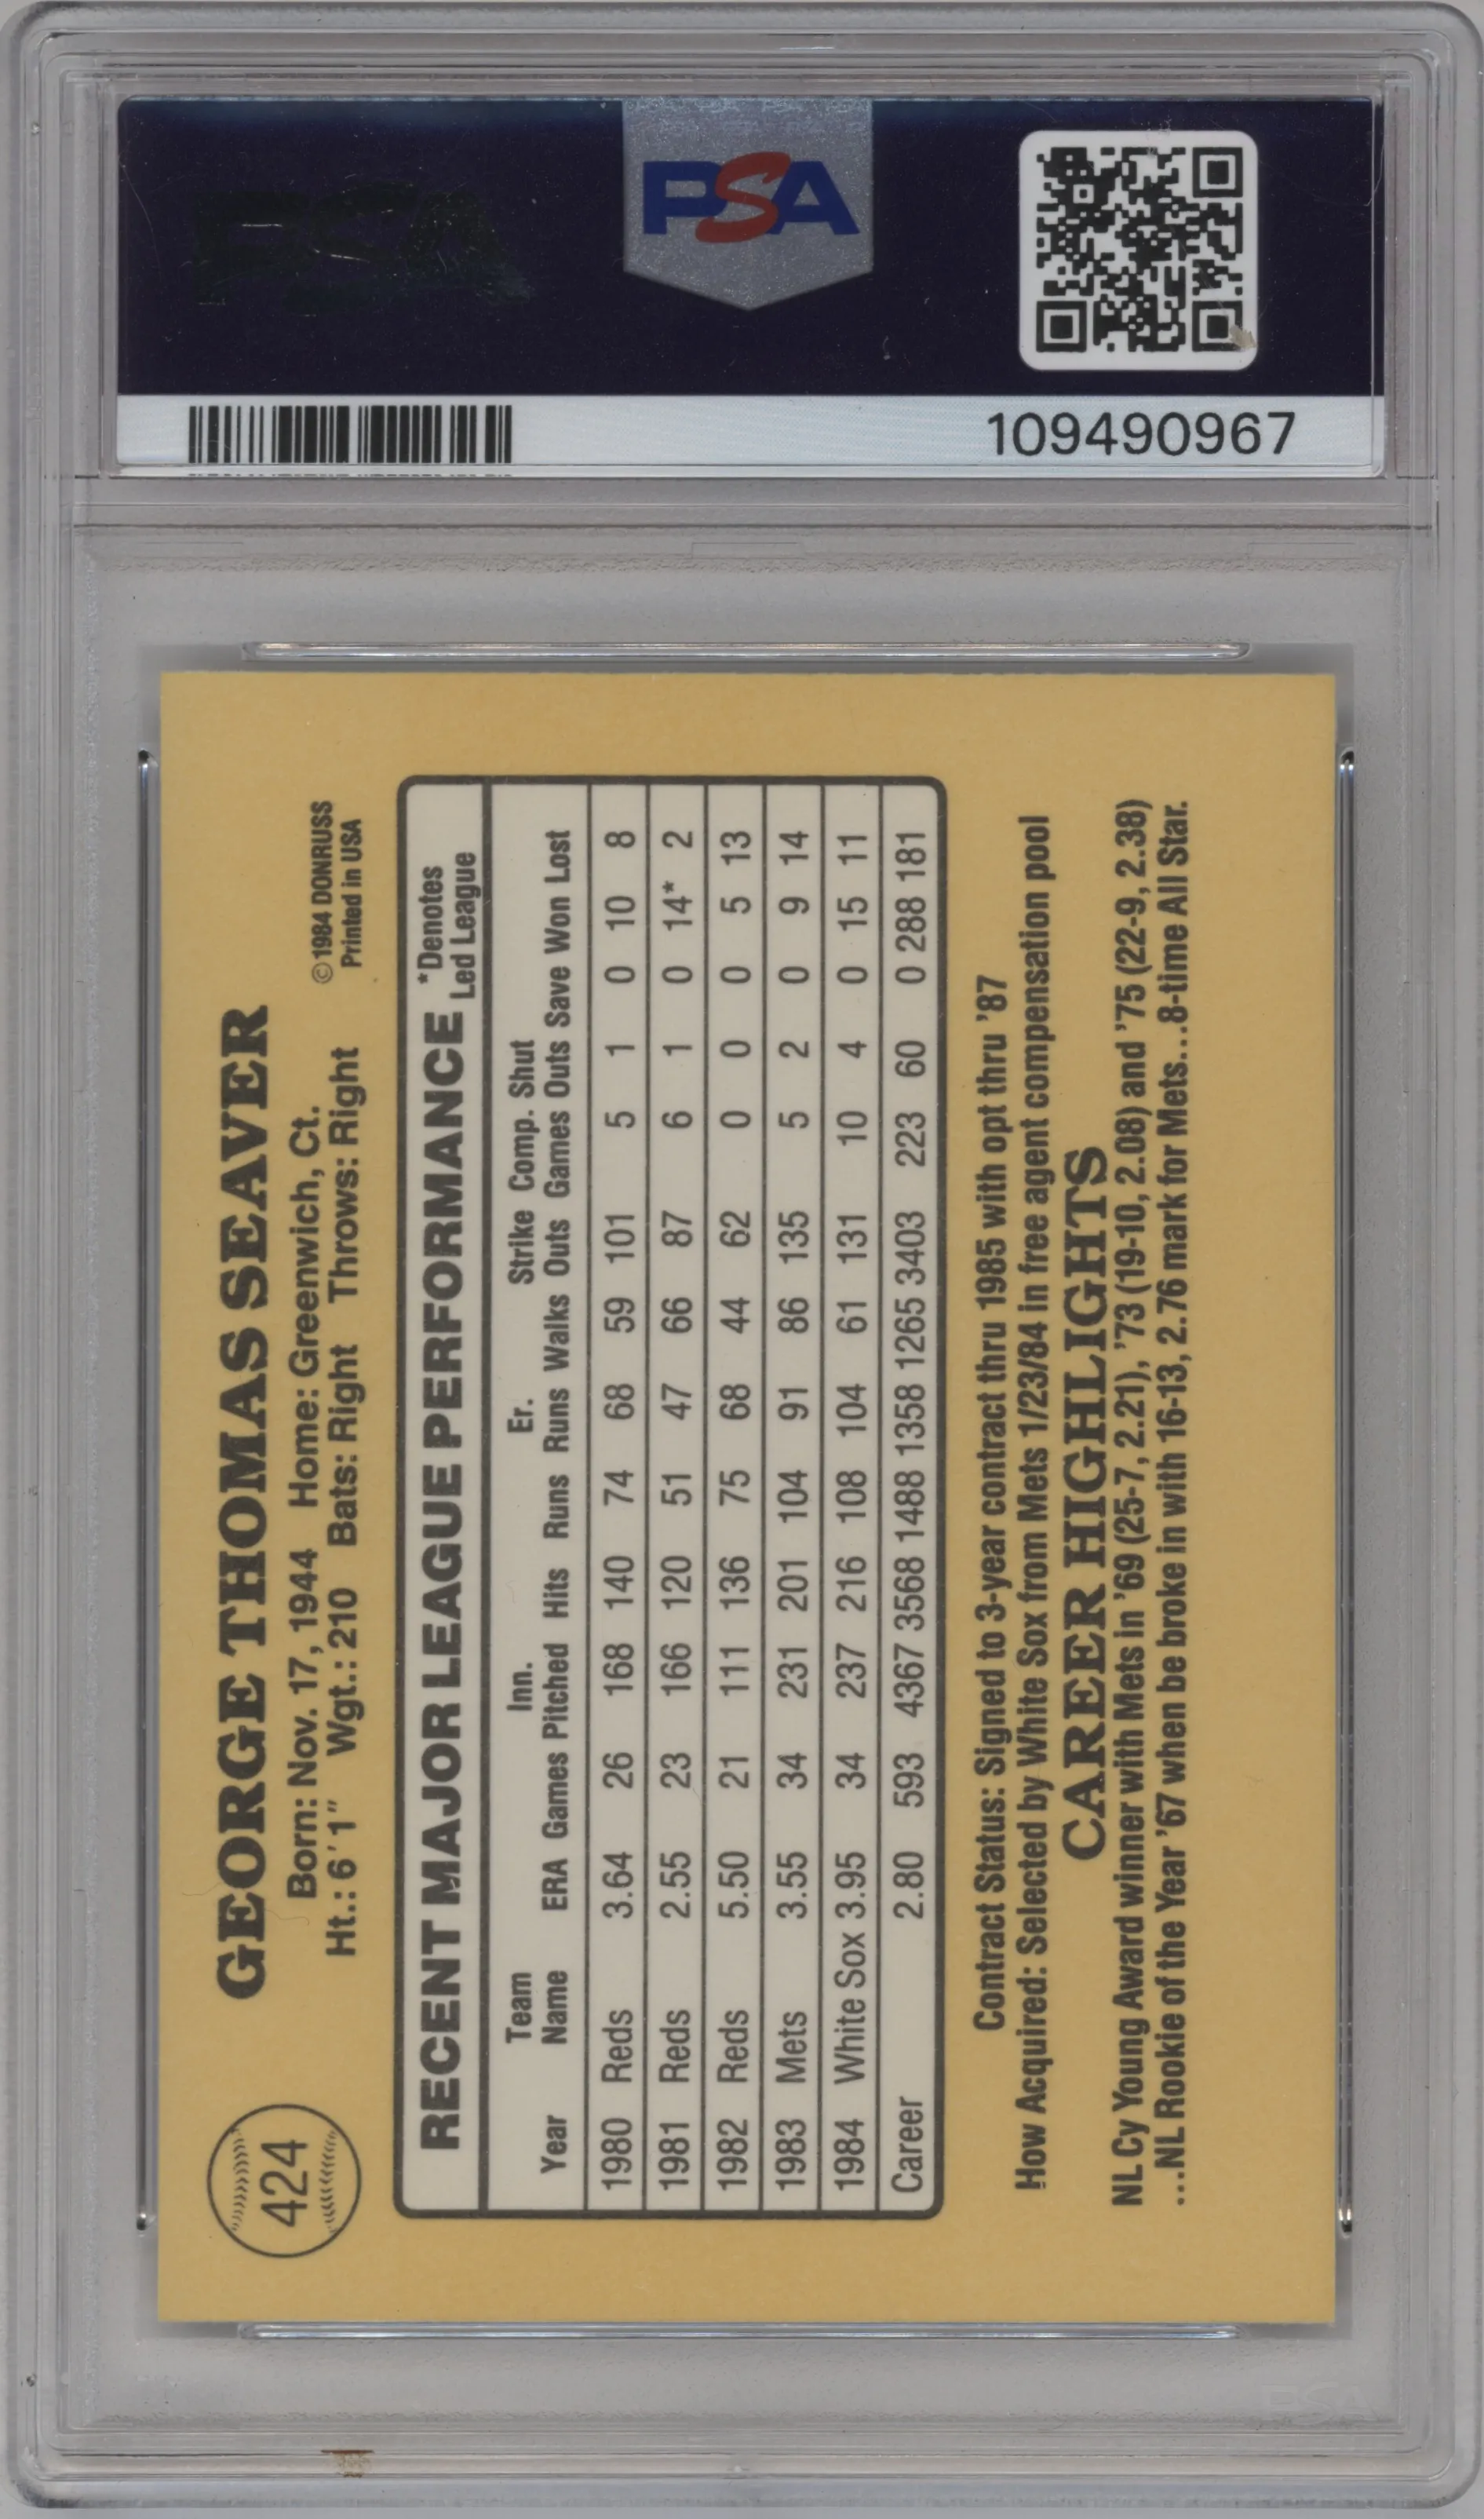 PSA
109490967
424
GEORGE THOMAS SEAVER
Born: Nov. 17, 1944 Home: Greenwich, Ct.
Ht.: 6'1" Wgt.: 210 Bats: Right Throws: Right
© 1984 DONRUSS
Printed in USA
RECENT MAJOR LEAGUE PERFORMANCE
*Denotes
Led League
Year Team Name ERA Games Inn. Pitched Hits Runs Er. Runs Walks Strike Outs Comp. Games Shut Outs Save Won Lost
1980 Reds 3.64 26 168 140 74 68 59 101 5 1 0 10 8
1981 Reds 2.55 23 166 120 51 47 66 87 6 1 0 14* 2
1982 Reds 5.50 21 111 136 75 68 44 62 0 0 0 5 13
1983 Mets 3.55 34 231 201 104 91 86 135 5 2 0 9 14
1984 White Sox 3.95 34 237 216 108 104 61 131 10 4 0 15 11
Career 2.80 593 4367 3568 1488 1358 1265 3403 223 60 0 288 181
Contract Status: Signed to 3-year contract thru 1985 with opt thru '87
How Acquired: Selected by White Sox from Mets 1/23/84 in free agent compensation pool
CAREER HIGHLIGHTS
NL Cy Young Award winner with Mets in '69 (25-7, 2.21), '73 (19-10, 2.08) and '75 (22-9, 2.38)
...NL Rookie of the Year '67 when be broke in with 16-13, 2.76 mark for Mets...8-time All Star.